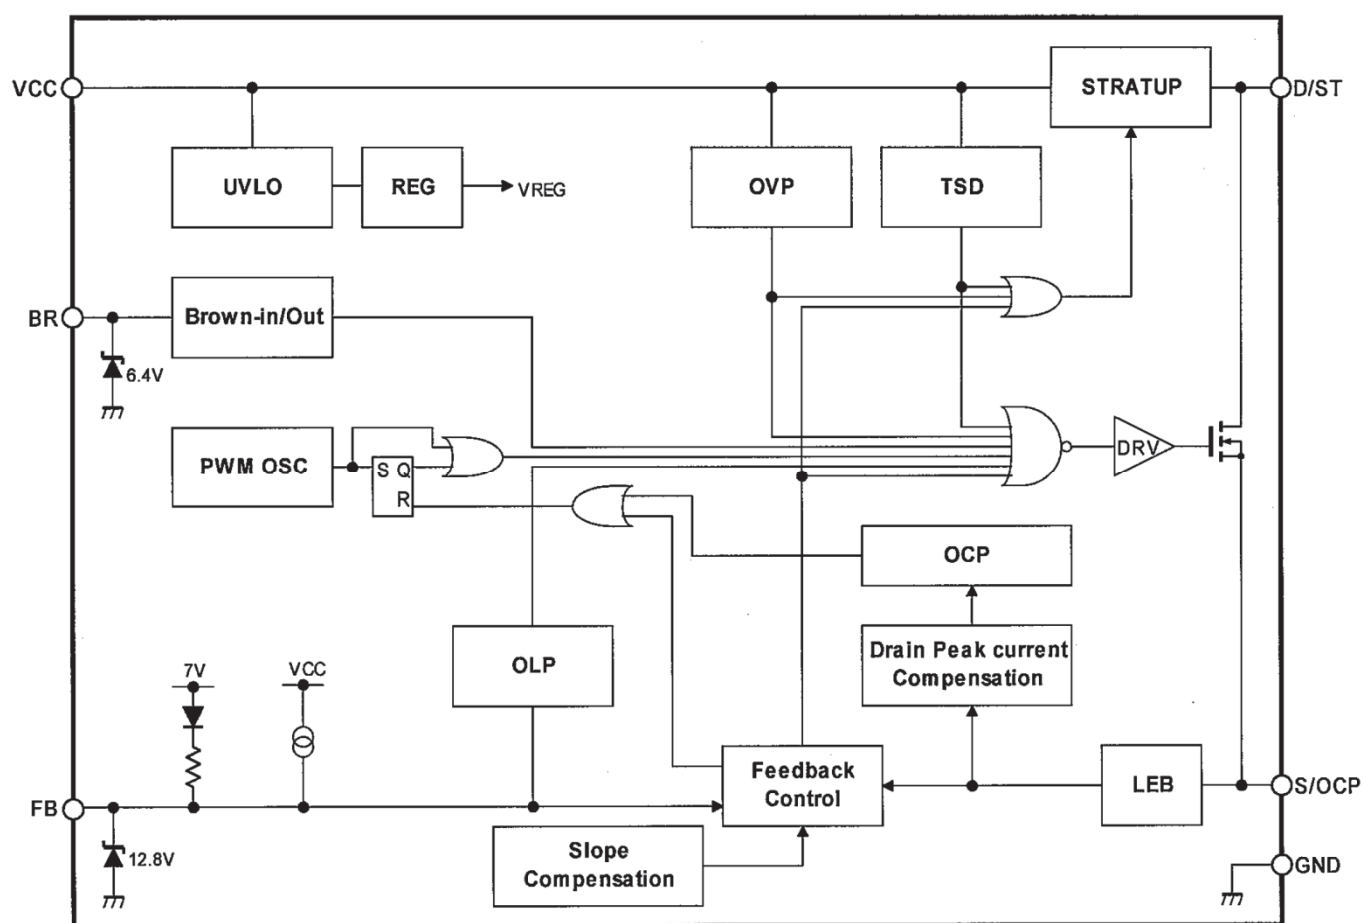 VCC
STRATUP
D/ST
UVLO
REG
VREG
OVP
TSD
BR
Brown-in/Out
6.4V
PWM OSC
S Q
R
DRV
OCP
Drain Peak current
Compensation
OLP
7V
VCC
Feedback
Control
LEB
S/OCP
FB
12.8V
Slope
Compensation
GND